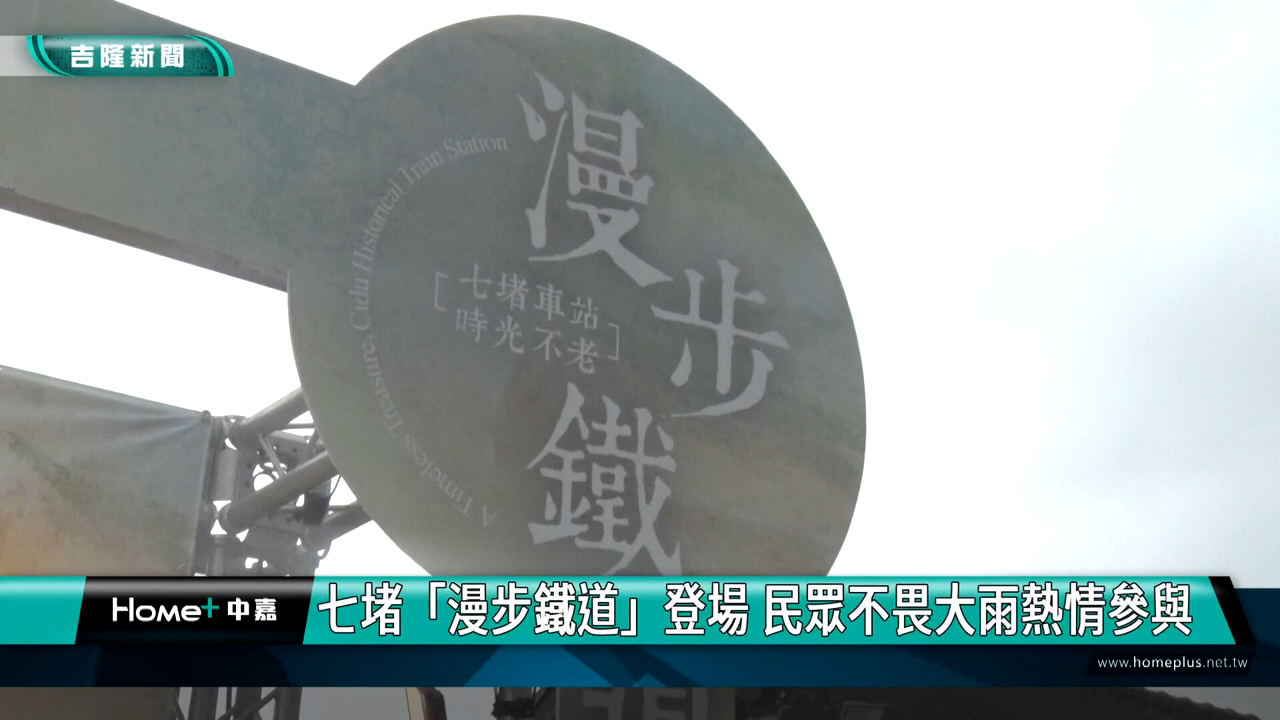 吉隆新聞
漫步鐵
A Timeless Treasure, Cidu Historical Train Station
七堵車站
時光不老
Home+中嘉
七堵「漫步鐵道」登場 民眾不畏大雨熱情參與
www.homeplus.net.tw